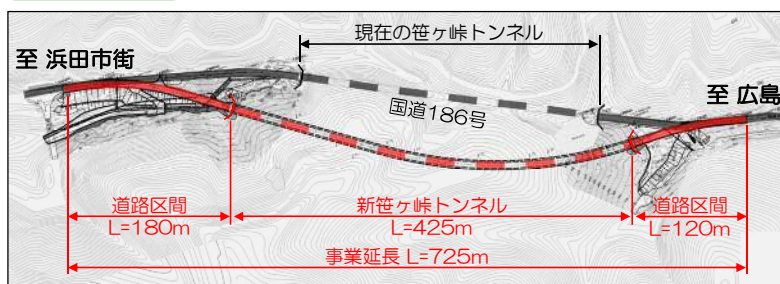 現在の笹ヶ峠トンネル
至 浜田市街
至 広島
国道186号
道路区間
L=180m
新笹ヶ峠トンネル
L=425m
道路区間
L=120m
事業延長 L=725m